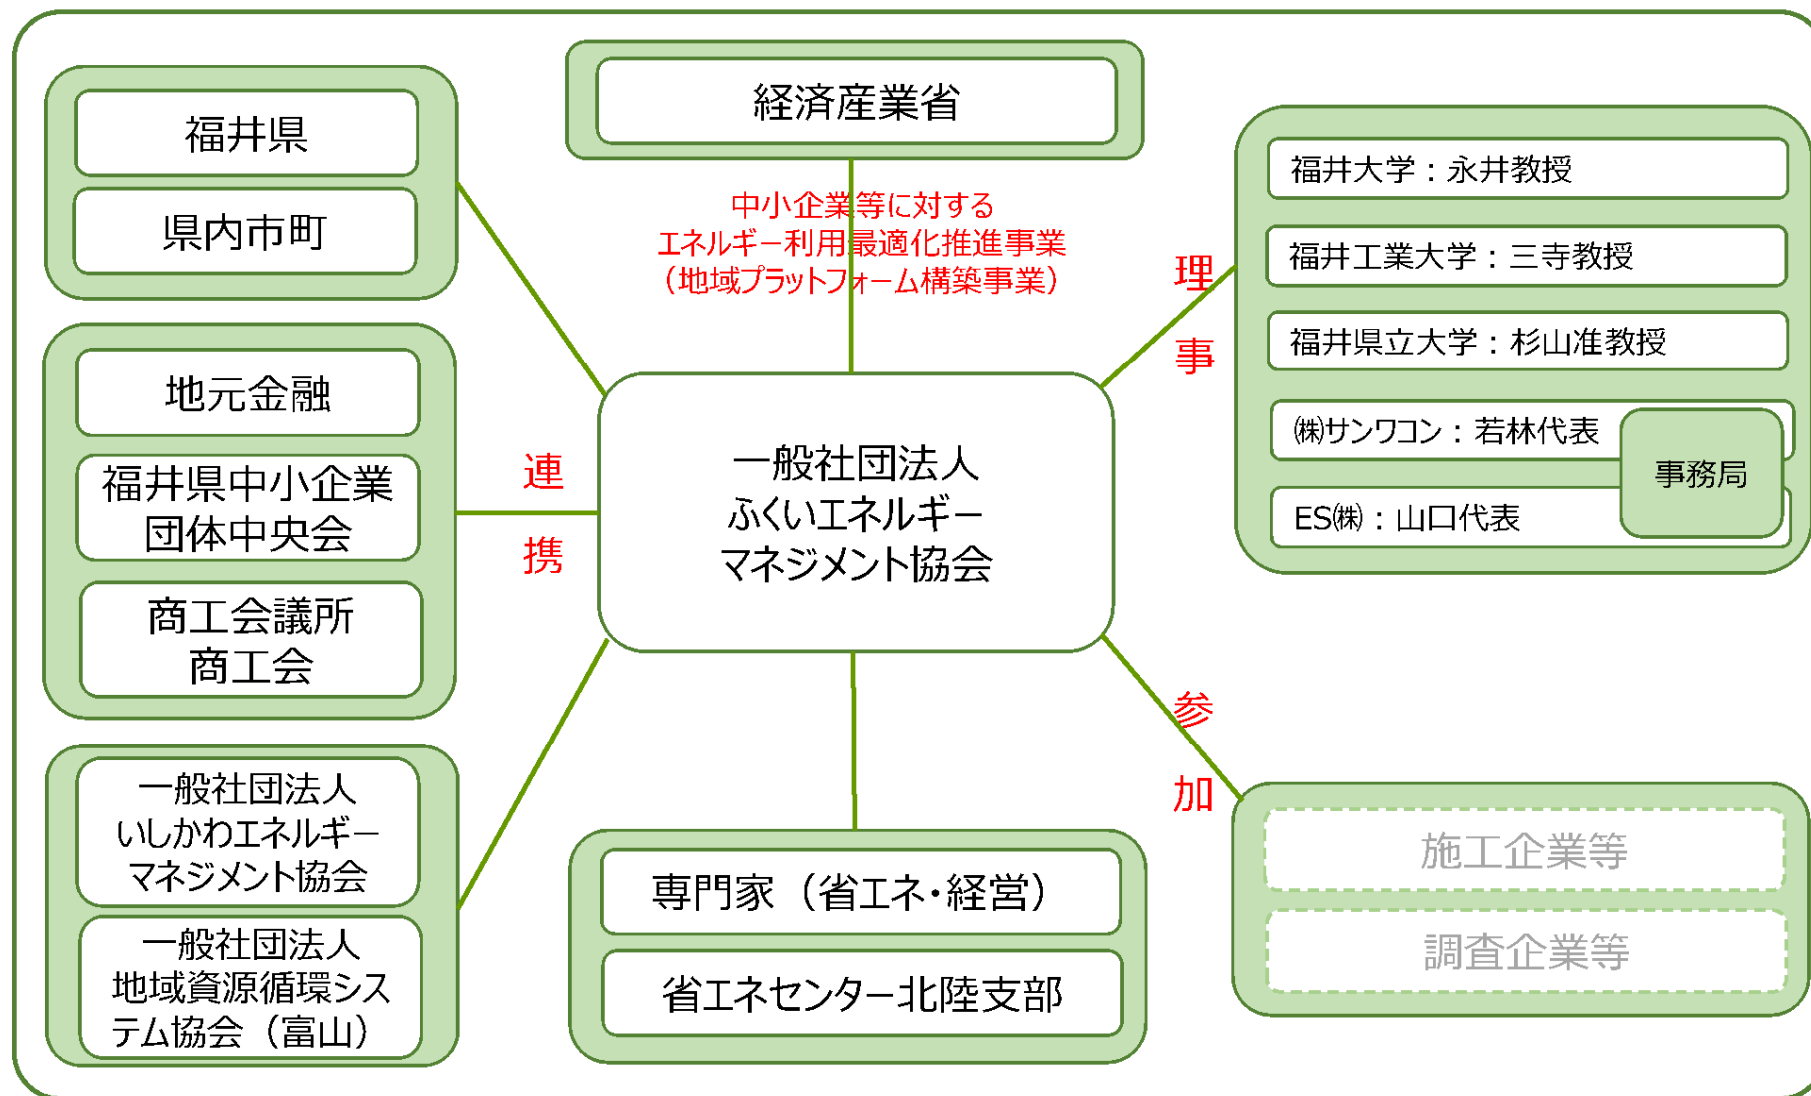 福井県
県内市町
経済産業省
中小企業等に対する
エネルギー利用最適化推進事業
（地域プラットフォーム構築事業）
理
事
福井大学：永井教授
福井工業大学：三寺教授
福井県立大学：杉山准教授
㈱サンワコン：若林代表
ES㈱：山口代表
事務局
地元金融
福井県中小企業
団体中央会
商工会議所
商工会
連
携
一般社団法人
ふくいエネルギー
マネジメント協会
一般社団法人
いしかわエネルギー
マネジメント協会
一般社団法人
地域資源循環シス
テム協会（富山）
専門家（省エネ・経営）
省エネセンター北陸支部
参
加
施工企業等
調査企業等